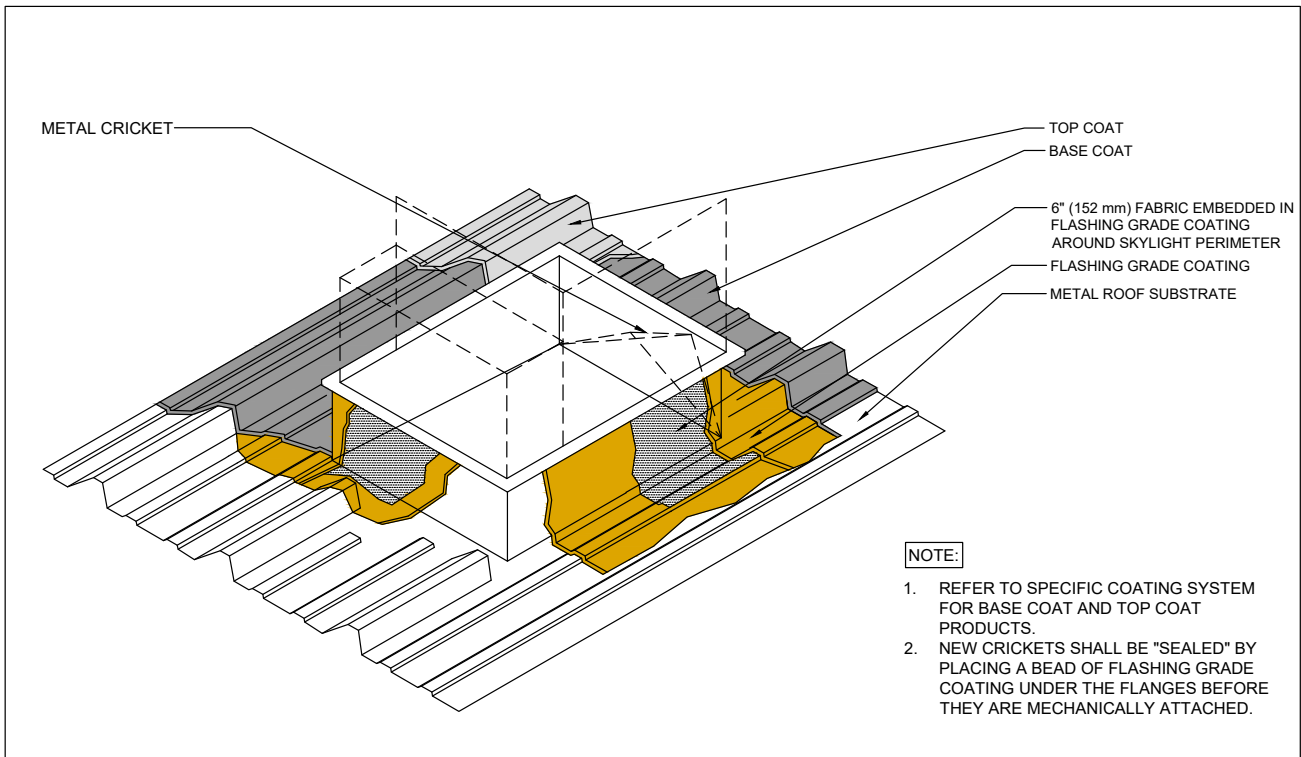 METAL CRICKET
TOP COAT
BASE COAT
6" (152 mm) FABRIC EMBEDDED IN
FLASHING GRADE COATING
AROUND SKYLIGHT PERIMETER
FLASHING GRADE COATING
METAL ROOF SUBSTRATE
NOTE:
1. REFER TO SPECIFIC COATING SYSTEM
FOR BASE COAT AND TOP COAT
PRODUCTS.
2. NEW CRICKETS SHALL BE "SEALED" BY
PLACING A BEAD OF FLASHING GRADE
COATING UNDER THE FLANGES BEFORE
THEY ARE MECHANICALLY ATTACHED.